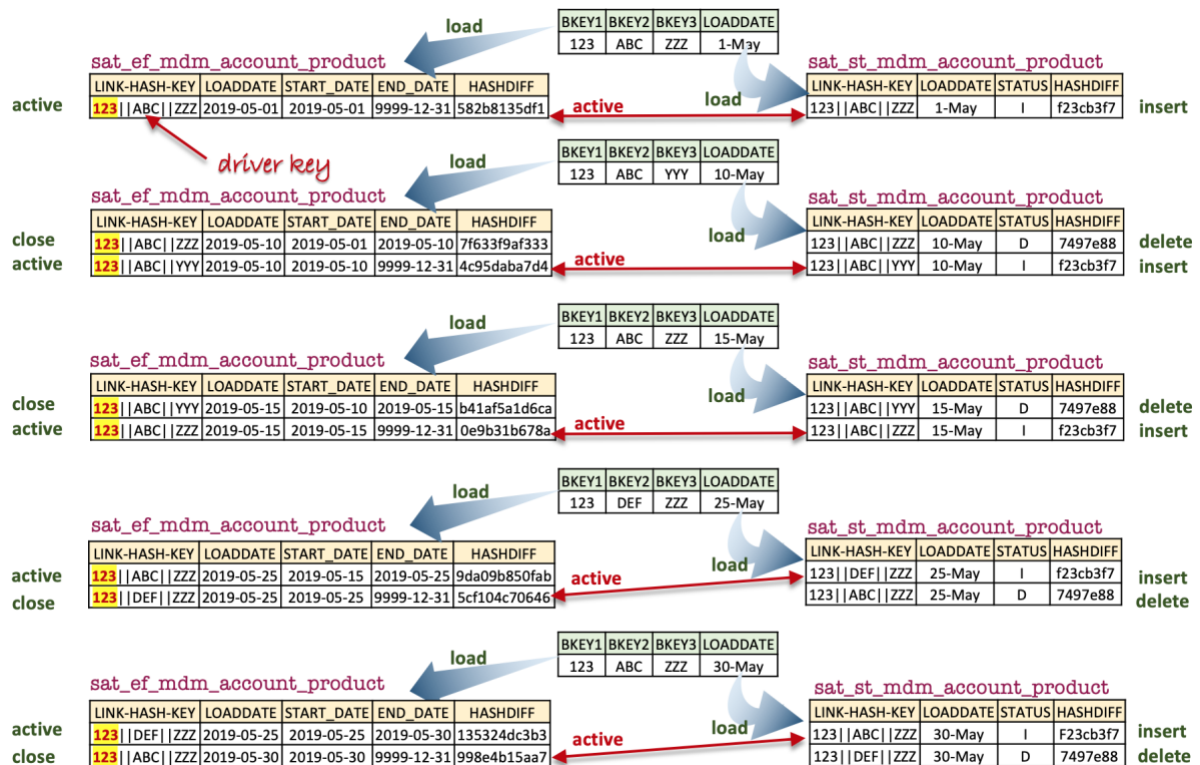 load
BKEY1 BKEY2 BKEY3 LOADDATE
123 ABC ZZZ 1-May
sat_ef_mdm_account_product
sat_st_mdm_account_product
LINK-HASH-KEY LOADDATE START_DATE END_DATE HASHDIFF
load
LINK-HASH-KEY LOADDATE STATUS HASHDIFF
active 123||ABC||ZZZ 2019-05-01 2019-05-01 9999-12-31 582b8135df1 active 123||ABC||ZZZ 1-May I f23cb3f7 insert
driver key
load
BKEY1 BKEY2 BKEY3 LOADDATE
123 ABC YYY 10-May
sat_ef_mdm_account_product
sat_st_mdm_account_product
LINK-HASH-KEY LOADDATE START_DATE END_DATE HASHDIFF
load
LINK-HASH-KEY LOADDATE STATUS HASHDIFF
close 123||ABC||ZZZ 2019-05-10 2019-05-01 2019-05-10 7f633f9af333 123||ABC||ZZZ 10-May D 7497e88 delete
active 123||ABC||YYY 2019-05-10 2019-05-10 9999-12-31 4c95daba7d4 active 123||ABC||YYY 10-May I f23cb3f7 insert
load
BKEY1 BKEY2 BKEY3 LOADDATE
123 ABC ZZZ 15-May
sat_ef_mdm_account_product
sat_st_mdm_account_product
LINK-HASH-KEY LOADDATE START_DATE END_DATE HASHDIFF
load
LINK-HASH-KEY LOADDATE STATUS HASHDIFF
close 123||ABC||YYY 2019-05-15 2019-05-10 2019-05-15 b41af5a1d6ca 123||ABC||YYY 15-May D 7497e88 delete
active 123||ABC||ZZZ 2019-05-15 2019-05-15 9999-12-31 0e9b31b678a active 123||ABC||ZZZ 15-May I f23cb3f7 insert
load
BKEY1 BKEY2 BKEY3 LOADDATE
123 DEF ZZZ 25-May
sat_ef_mdm_account_product
sat_st_mdm_account_product
LINK-HASH-KEY LOADDATE START_DATE END_DATE HASHDIFF
load
LINK-HASH-KEY LOADDATE STATUS HASHDIFF
active 123||ABC||ZZZ 2019-05-25 2019-05-15 2019-05-25 9da09b850fab active 123||DEF||ZZZ 25-May I f23cb3f7 insert
close 123||DEF||ZZZ 2019-05-25 2019-05-25 9999-12-31 5cf104c70646 123||ABC||ZZZ 25-May D 7497e88 delete
load
BKEY1 BKEY2 BKEY3 LOADDATE
123 ABC ZZZ 30-May
sat_ef_mdm_account_product
sat_st_mdm_account_product
LINK-HASH-KEY LOADDATE START_DATE END_DATE HASHDIFF
load
LINK-HASH-KEY LOADDATE STATUS HASHDIFF
active 123||DEF||ZZZ 2019-05-25 2019-05-25 2019-05-30 135324dc3b3 active 123||ABC||ZZZ 30-May I F23cb3f7 insert
close 123||ABC||ZZZ 2019-05-30 2019-05-30 9999-12-31 998e4b15aa7 123||DEF||ZZZ 30-May D 7497e88 delete